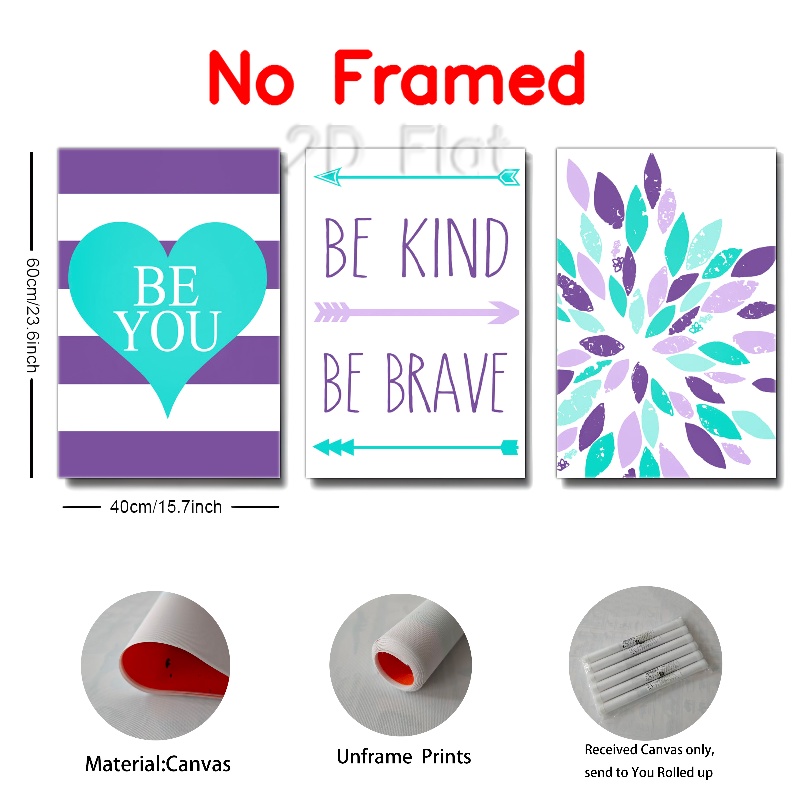 No Framed
2D Flat
60cm/23.6inch
BE
YOU
BE KIND
BE BRAVE
40cm/15.7inch
Material:Canvas
Unframe Prints
Received Canvas only,
send to You Rolled up